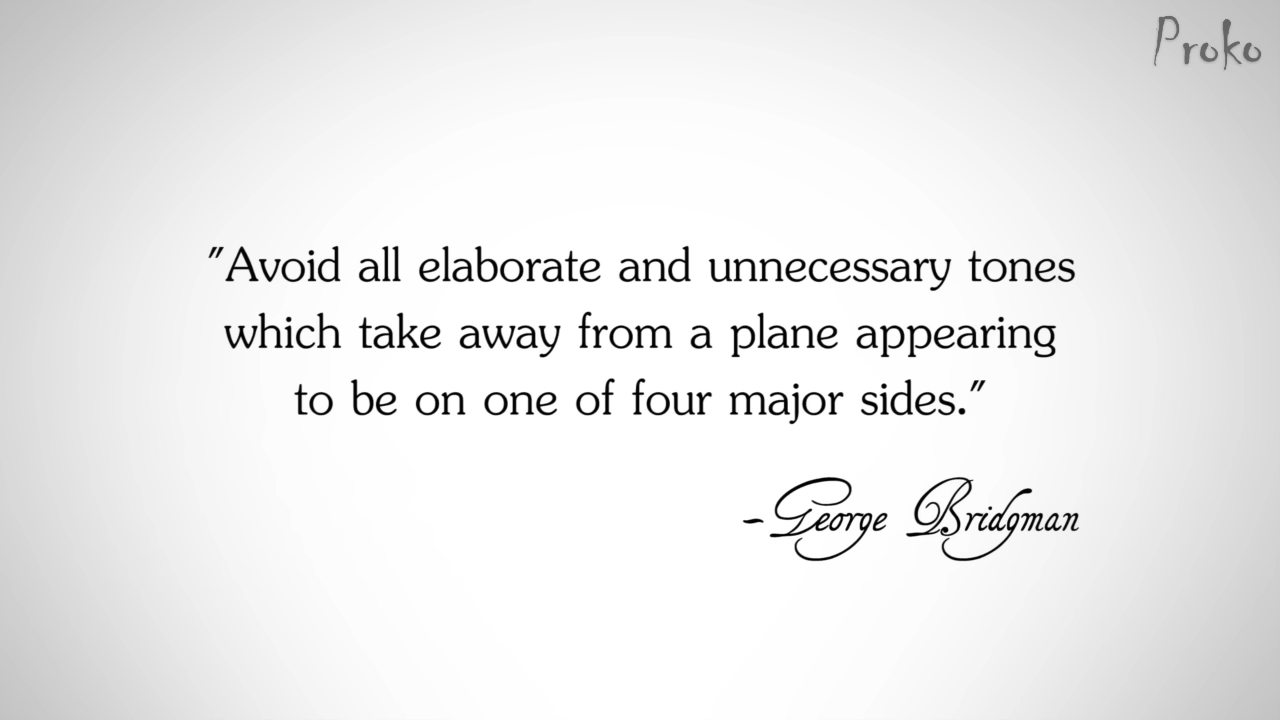 Proko
"Avoid all elaborate and unnecessary tones
which take away from a plane appearing
to be on one of four major sides."
-George Bridgman